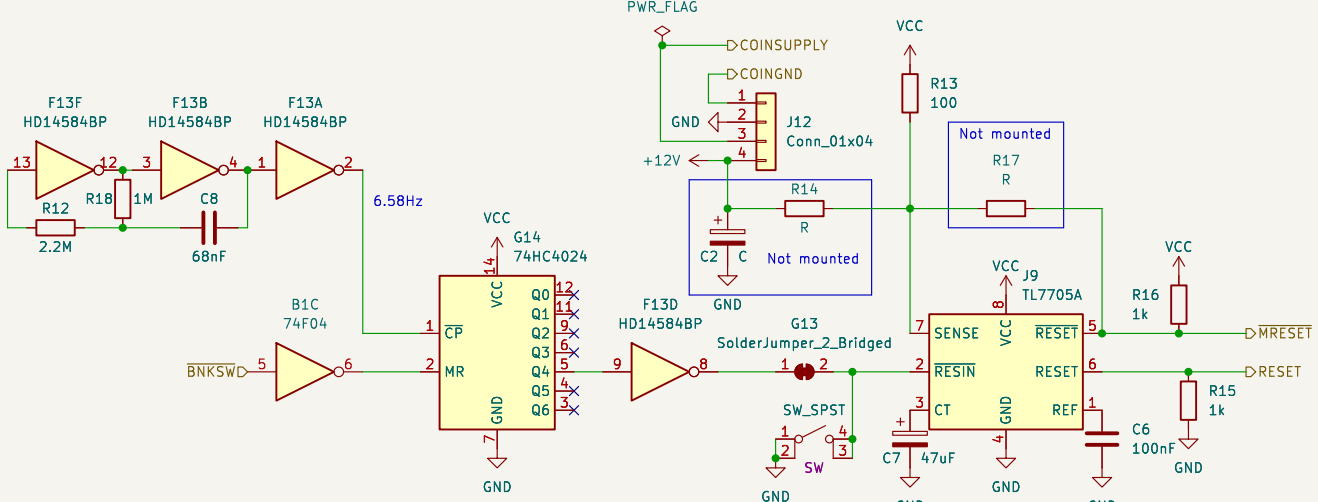 PWR_FLAG
COINSUPPLY
COINGND
1
GND 2
3
+12V 4
J12
Conn_01x04
VCC
R13
100
Not mounted
R17
R
F13F
HD14584BP
13 12
F13B
HD14584BP
3 4
F13A
HD14584BP
1 2
R18 1M
R12
2.2M
C8
68nF
6.58Hz
R14
R
C2 C
+
Not mounted
GND
VCC
G14
74HC4024
14
VCC
1 CP
2 MR
Q0 12
Q1 11
Q2 9
Q3 6
Q4 5
Q5 4
Q6 3
GND
7
GND
B1C
74F04
BNKSW 5 6
F13D
HD14584BP
9 8
G13
SolderJumper_2_Bridged
1 2
SW_SPST
1 4
2 3
SW
GND
VCC
J9
TL7705A
8
VCC
7 SENSE
2 RESIN
3 CT
RESET 5
RESET 6
REF 1
GND
4
GND
+
C7 47uF
C6
100nF
VCC
R16
1k
MRESET
RESET
R15
1k
GND